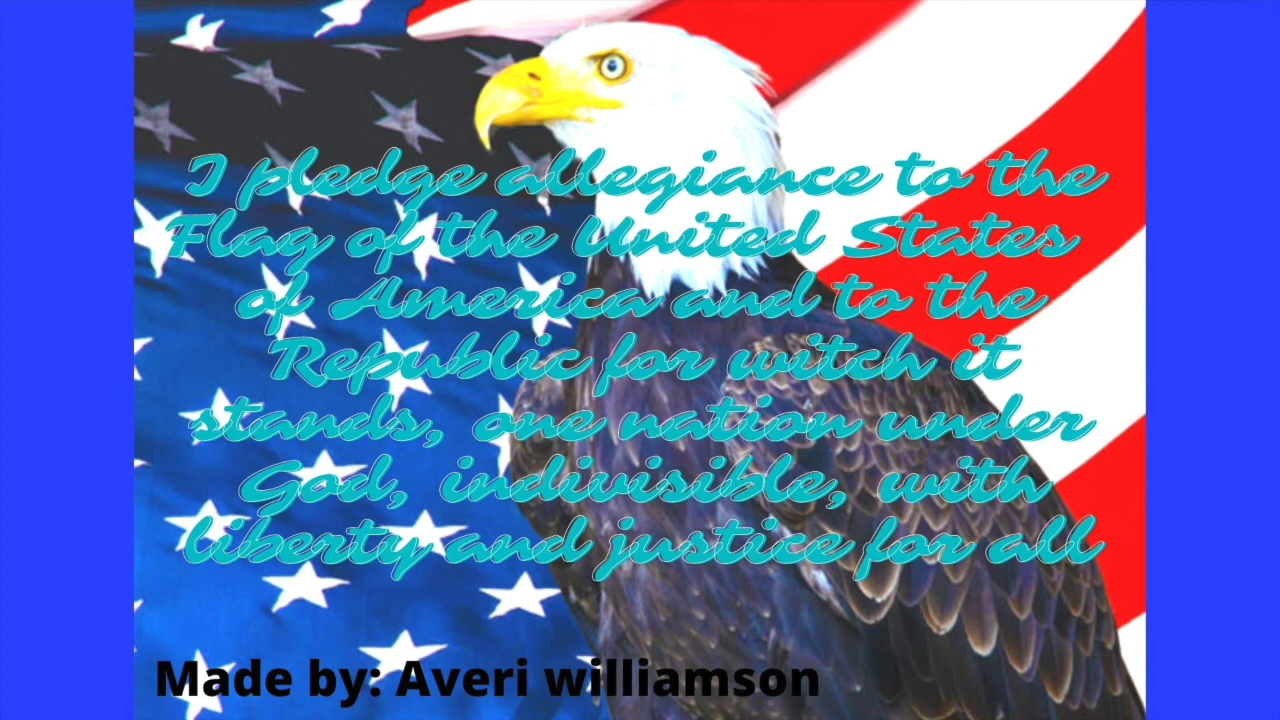 I pledge allegiance to the
Flag of the United States
of America and to the
Republic for witch it
stands, one nation under
God, indivisible, with
liberty and justice for all
Made by: Averi williamson